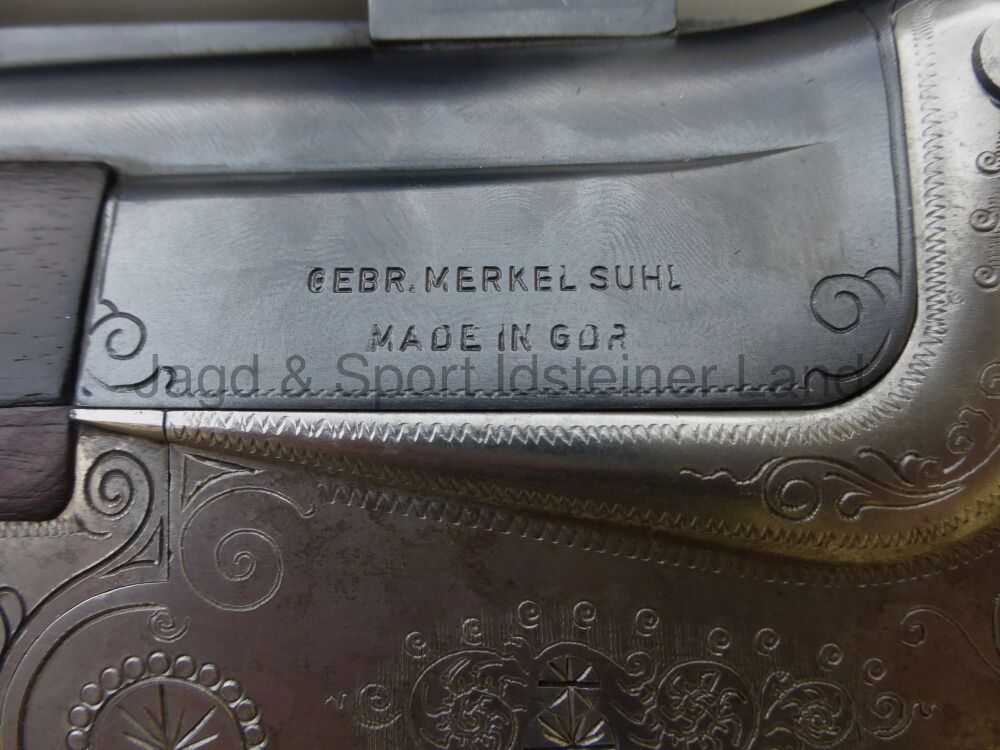 GEBR. MERKEL SUHL
MADE IN GDR
Jagd & Sport Idsteiner Land